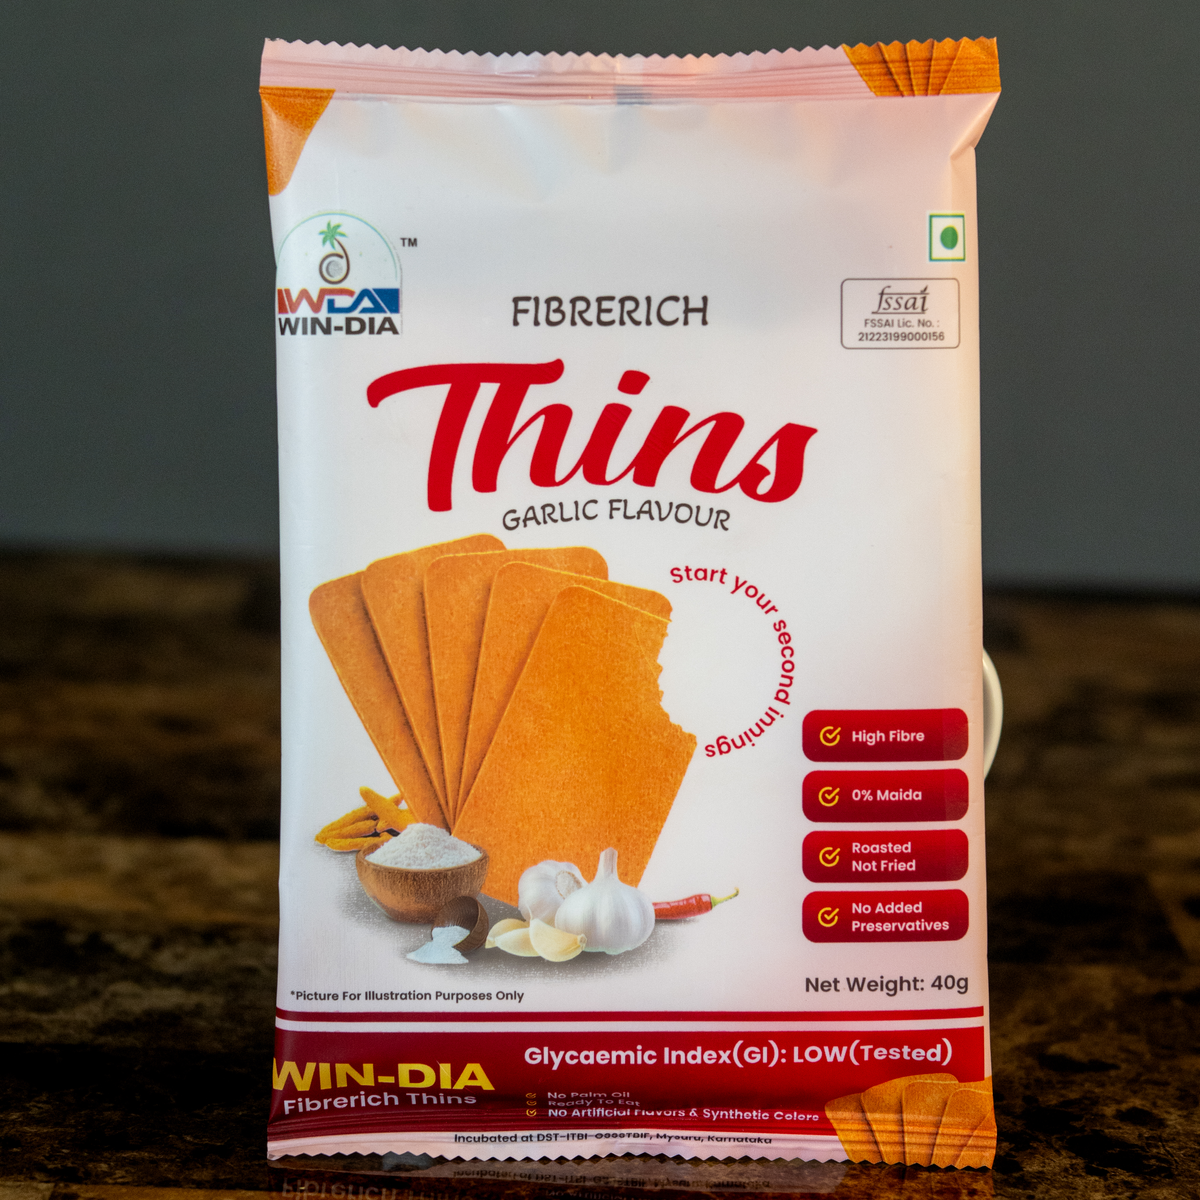 TM
WDA
WIN-DIA
fssai
FSSAI Lic. No. :
21223199000156
FIBRERICH
Thins
GARLIC FLAVOUR
Start your second innings
High Fibre
0% Maida
Roasted
Not Fried
No Added
Preservatives
Net Weight: 40g
*Picture For Illustration Purposes Only
Glycaemic Index(GI): LOW(Tested)
WIN-DIA
Fibrerich Thins
No Palm Oil
Ready To Eat
No Artificial Flavors & Synthetic Colors
Incubated at Mysuru, Karnataka